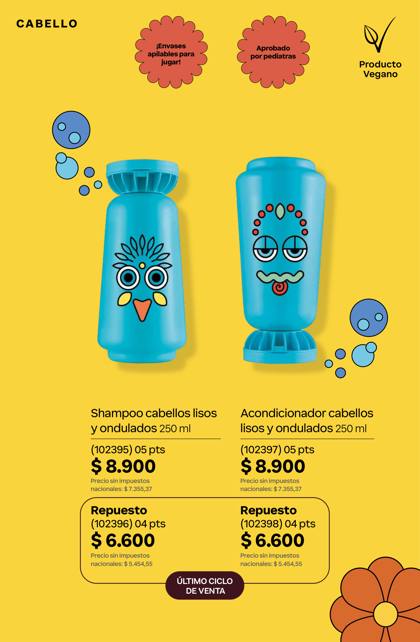 CABELLO
¡Envases
apilables para
jugar!
Aprobado
por pediatras
Producto
Vegano
Shampoo cabellos lisos
y ondulados 250 ml
(102395) 05 pts
$ 8.900
Precio sin impuestos
nacionales: $ 7.355,37
Acondicionador cabellos
lisos y ondulados 250 ml
(102397) 05 pts
$ 8.900
Precio sin impuestos
nacionales: $ 7.355,37
Repuesto
(102396) 04 pts
$ 6.600
Precio sin impuestos
nacionales: $ 5.454,55
Repuesto
(102398) 04 pts
$ 6.600
Precio sin impuestos
nacionales: $ 5.454,55
ÚLTIMO CICLO
DE VENTA